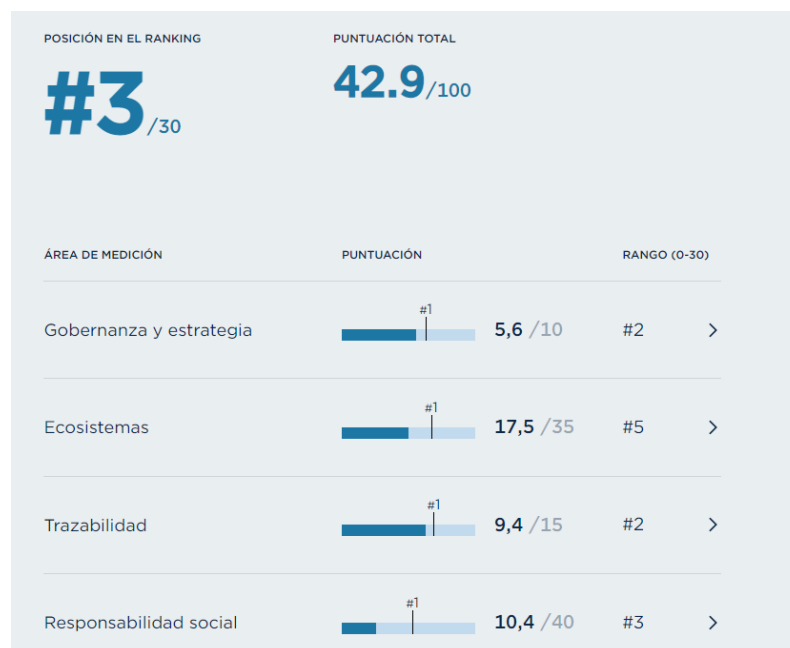 POSICIÓN EN EL RANKING
PUNTUACIÓN TOTAL
#3/30
42.9/100
ÁREA DE MEDICIÓN PUNTUACIÓN RANGO (0-30)
#1
Gobernanza y estrategia 5,6 /10 #2
#1
Ecosistemas 17,5 /35 #5
#1
Trazabilidad 9,4 /15 #2
#1
Responsabilidad social 10,4 /40 #3